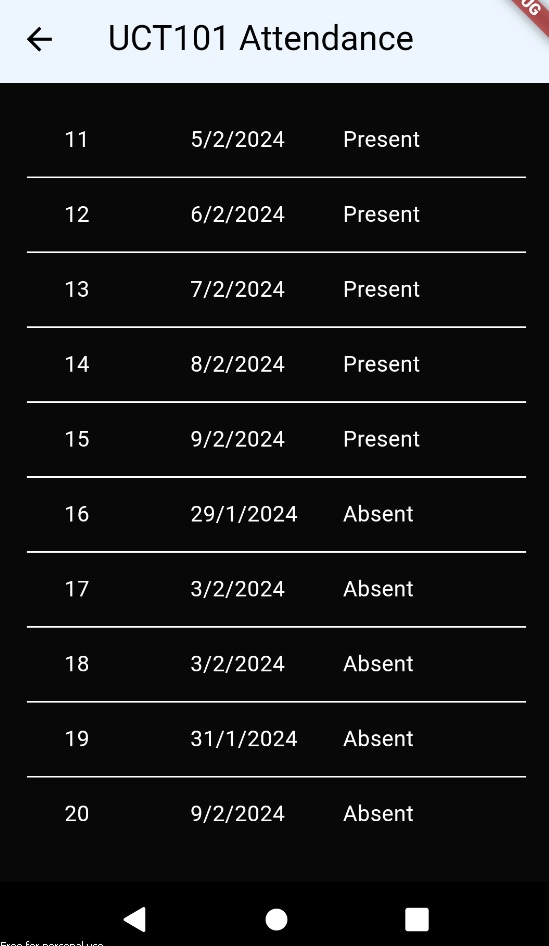 UG
UCT101 Attendance
11 5/2/2024 Present
12 6/2/2024 Present
13 7/2/2024 Present
14 8/2/2024 Present
15 9/2/2024 Present
16 29/1/2024 Absent
17 3/2/2024 Absent
18 3/2/2024 Absent
19 31/1/2024 Absent
20 9/2/2024 Absent
Free for personal use